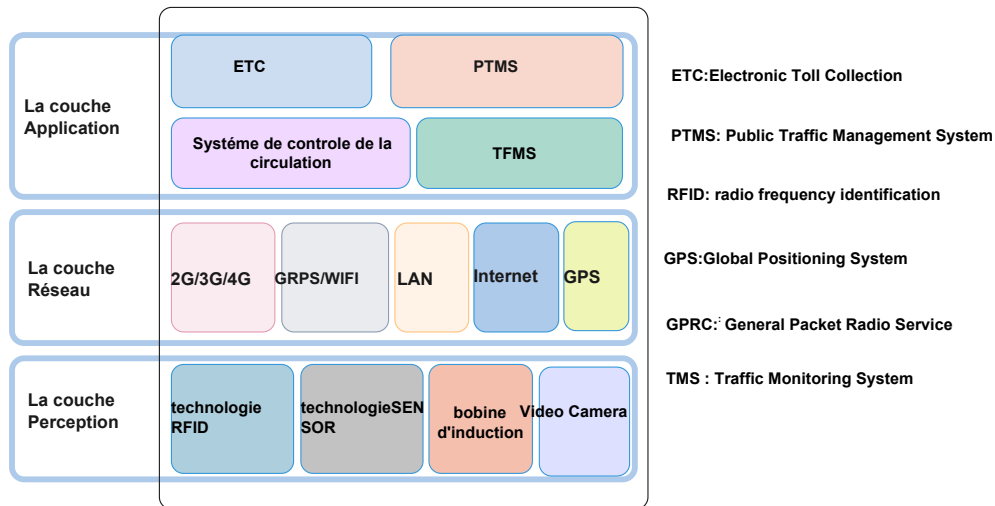 ETC
PTMS
La couche
Application
Systéme de controle de la
circulation
TFMS
La couche
Réseau
2G/3G/4G
GRPS/WIFI
LAN
Internet
GPS
La couche
Perception
technologie
RFID
technologieSEN
SOR
bobine
d'induction
Video Camera
ETC:Electronic Toll Collection
PTMS: Public Traffic Management System
RFID: radio frequency identification
GPS:Global Positioning System
GPRC:: General Packet Radio Service
TMS : Traffic Monitoring System